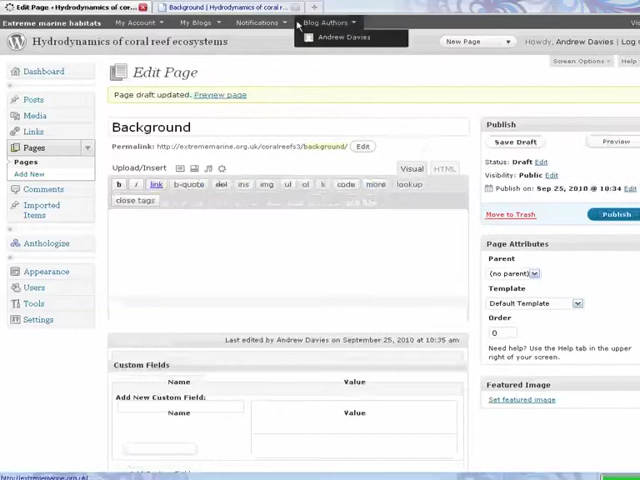 Edit Page ‹ Hydrodynamics of cor...
Background | Hydrodynamics of coral r...
Extreme marine habitats
My Account
My Blogs
Notifications
Blog Authors
Vis
Andrew Davies
Hydrodynamics of coral reef ecosystems
New Page
Howdy, Andrew Davies | Log
Screen Options
Help
Dashboard
Posts
Media
Links
Pages
Pages
Add New
Comments
Imported
Items
Anthologize
Appearance
Users
Tools
Settings
Edit Page
Page draft updated. Preview page
Background
Permalink: http://extrememarine.org.uk/coralreefs3/background/ Edit
Upload/Insert
Visual
HTML
b
i
link
b-quote
del
ins
img
ul
ol
li
code
more
lookup
close tags
Last edited by Andrew Davies on September 25, 2010 at 10:35 am
Custom Fields
Name
Value
Add New Custom Field:
Name
Value
Publish
Save Draft
Preview
Status: Draft Edit
Visibility: Public Edit
Publish on: Sep 25, 2010 @ 10:34 Edit
Move to Trash
Publish
Page Attributes
Parent
(no parent)
Template
Default Template
Order
0
Need help? Use the Help tab in the upper
right of your screen.
Featured Image
Set featured image
http://extrememarine.org.uk/